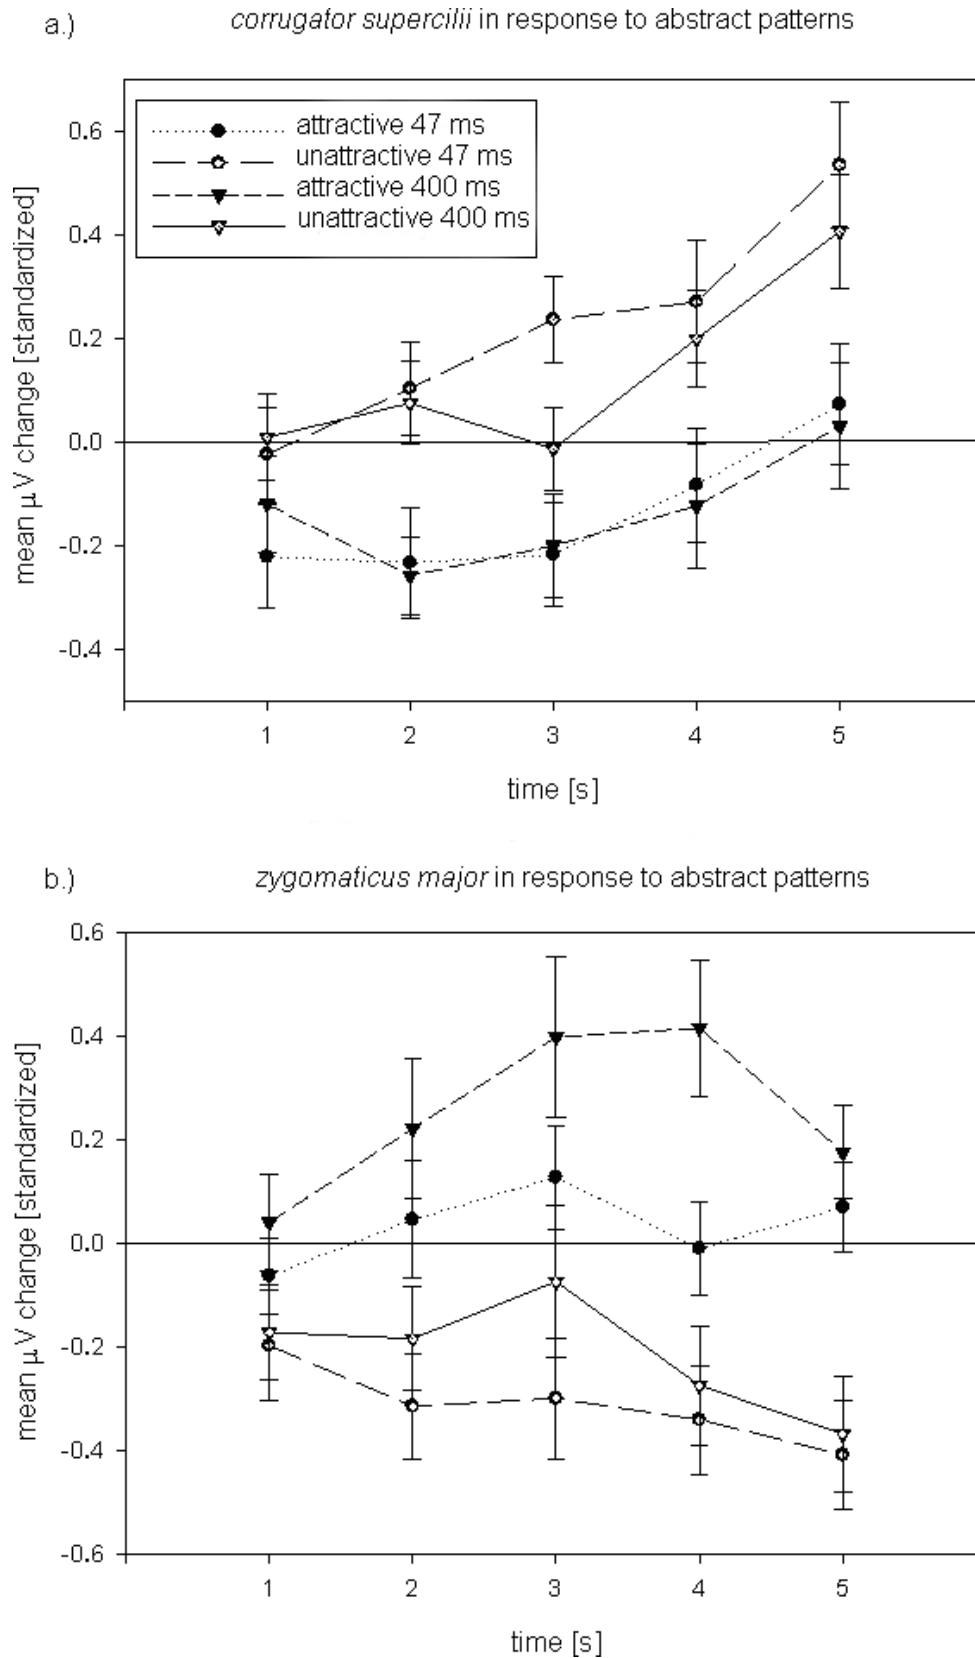 a.) corrugator supercilii in response to abstract patterns
attractive 47 ms
unattractive 47 ms
attractive 400 ms
unattractive 400 ms
mean µV change [standardized]
0.6
0.4
0.2
0.0
-0.2
-0.4
1 2 3 4 5
time [s]
b.) zygomaticus major in response to abstract patterns
mean µV change [standardized]
0.6
0.4
0.2
0.0
-0.2
-0.4
-0.6
1 2 3 4 5
time [s]